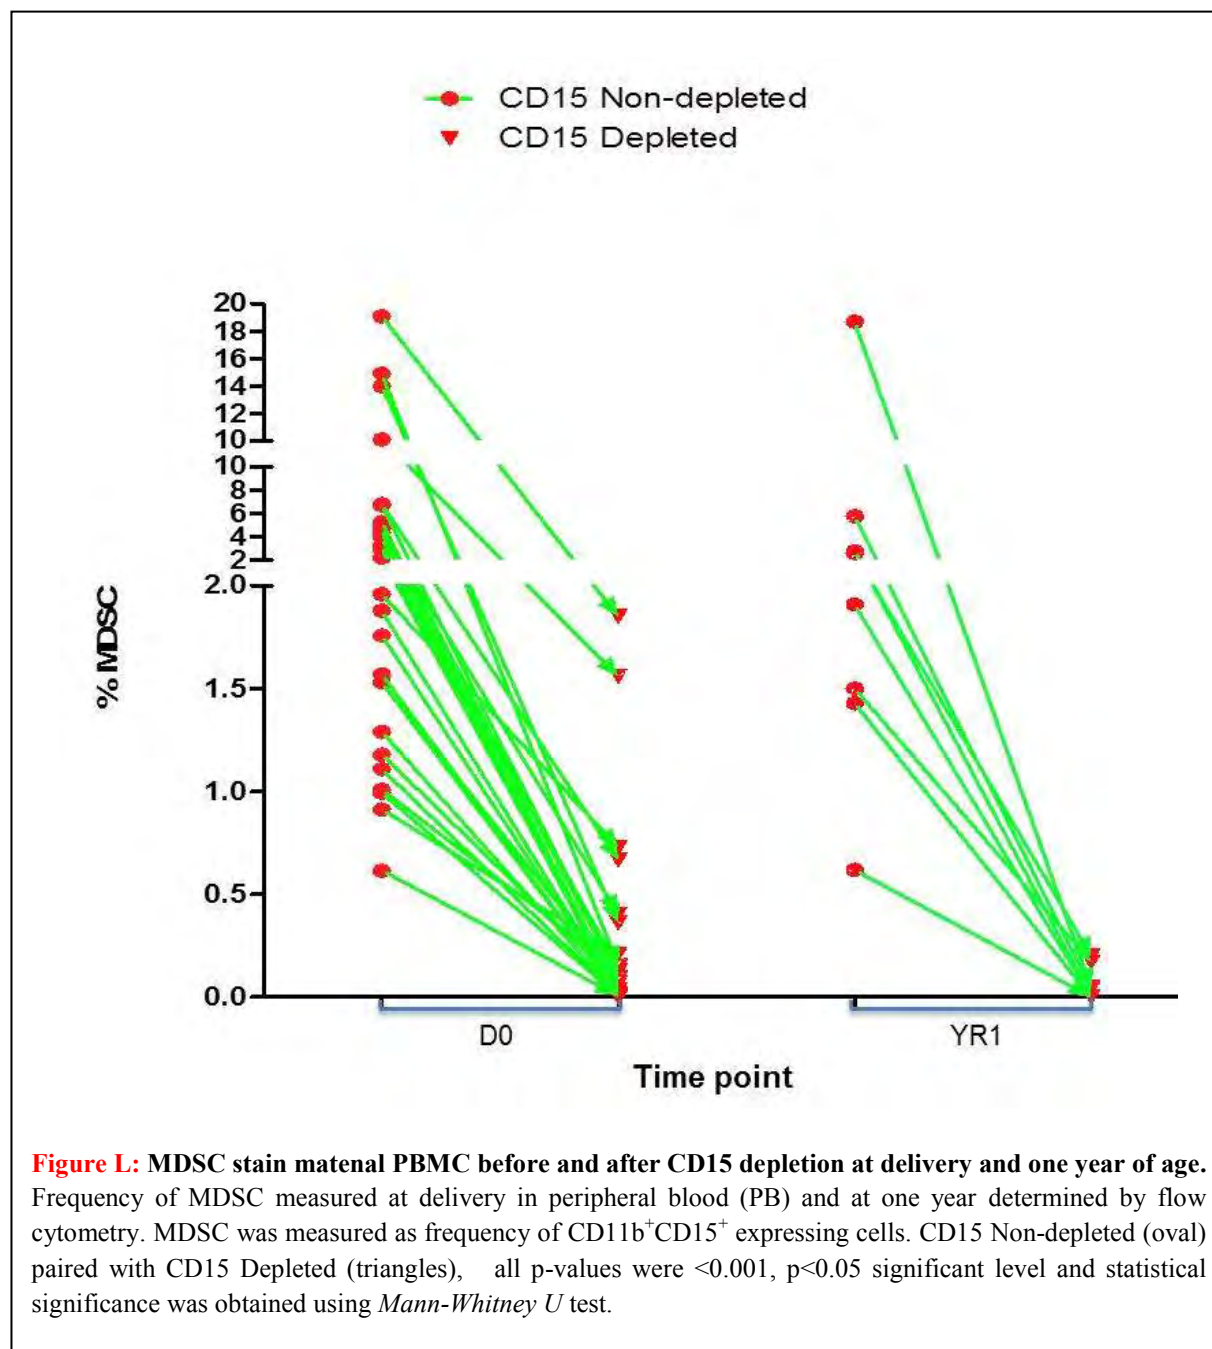 CD15 Non-depleted
CD15 Depleted
20
18
16
14
12
10
10
8
6
4
2
2.0
1.5
1.0
0.5
0.0
% MDSC
D0 YR1
Time point
Figure L: MDSC stain matenal PBMC before and after CD15 depletion at delivery and one year of age.
Frequency of MDSC measured at delivery in peripheral blood (PB) and at one year determined by flow
cytometry. MDSC was measured as frequency of CD11b⁺CD15⁺ expressing cells. CD15 Non-depleted (oval)
paired with CD15 Depleted (triangles), all p-values were <0.001, p<0.05 significant level and statistical
significance was obtained using Mann-Whitney U test.